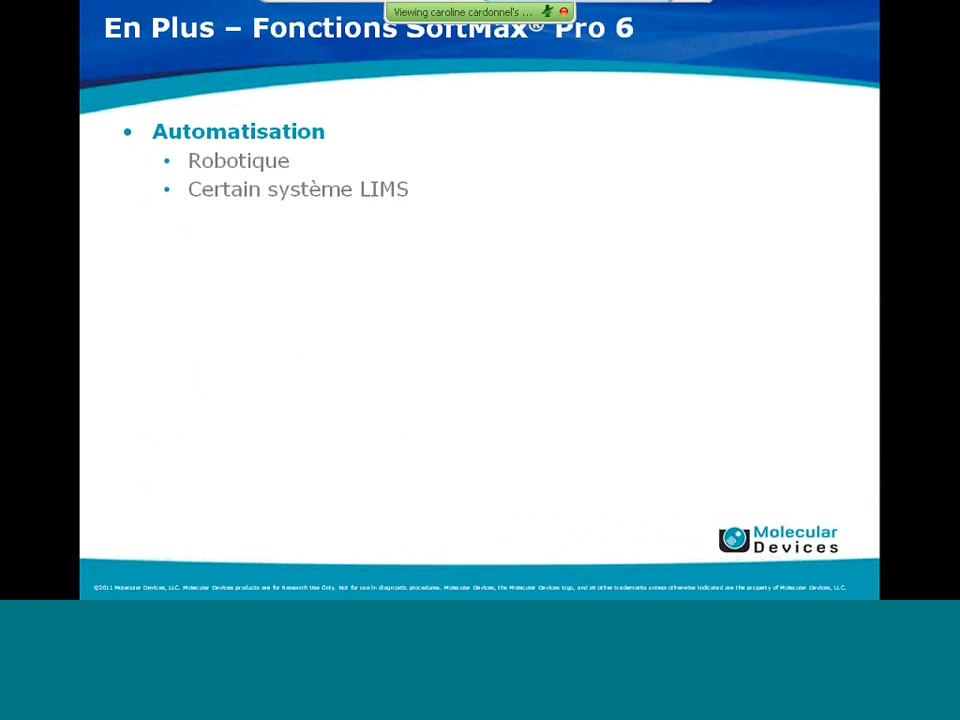 Viewing caroline cardonnel's ...
En Plus – Fonctions SoftMax® Pro 6
• Automatisation
• Robotique
• Certain système LIMS
Molecular
Devices
©2011 Molecular Devices, LLC. Molecular Devices products are for Research Use Only. Not for use in diagnostic procedures. Molecular Devices, the Molecular Devices logo, and all other trademarks unless otherwise indicated are the property of Molecular Devices, LLC.